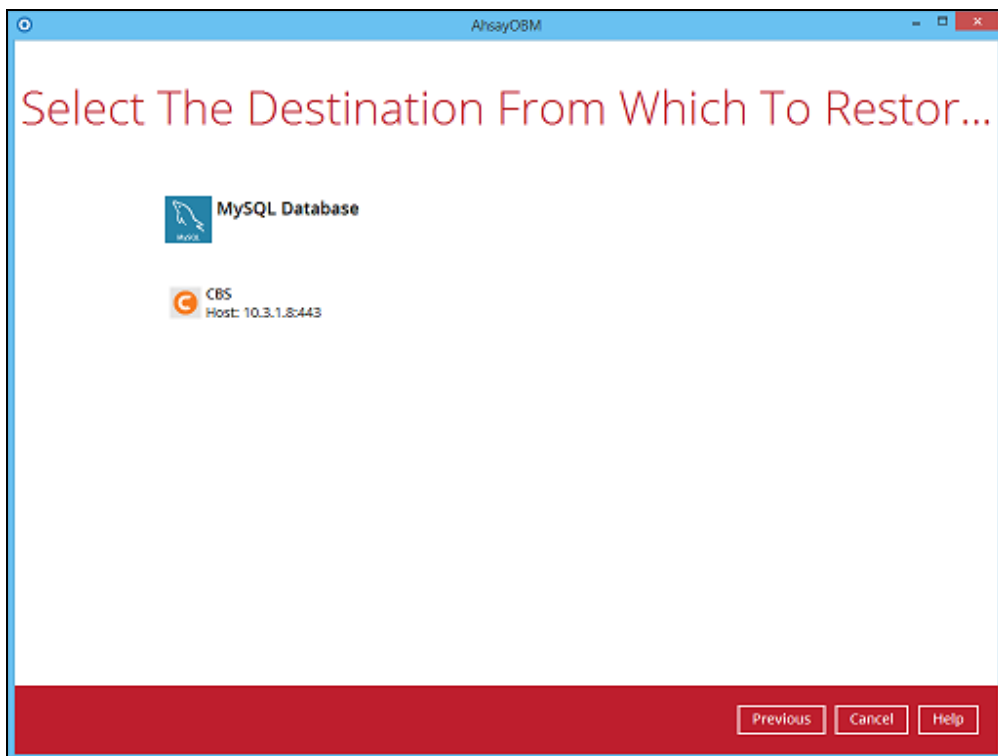 AhsayOBM
Select The Destination From Which To Restor...
MySQL Database
MySQL
CBS
Host: 10.3.1.8:443
Previous Cancel Help